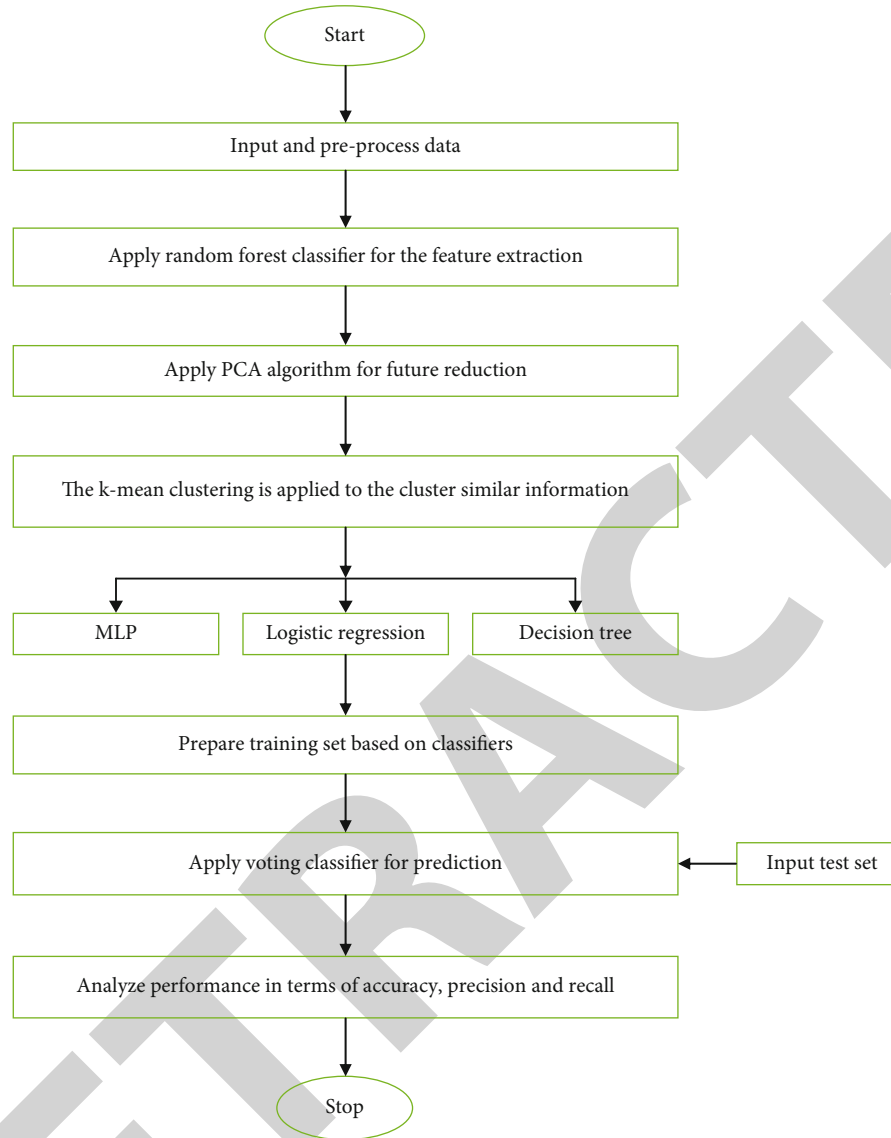 Start
Input and pre-process data
Apply random forest classifier for the feature extraction
Apply PCA algorithm for future reduction
The k-mean clustering is applied to the cluster similar information
MLP
Logistic regression
Decision tree
Prepare training set based on classifiers
Apply voting classifier for prediction
Input test set
Analyze performance in terms of accuracy, precision and recall
Stop
ETRACTE